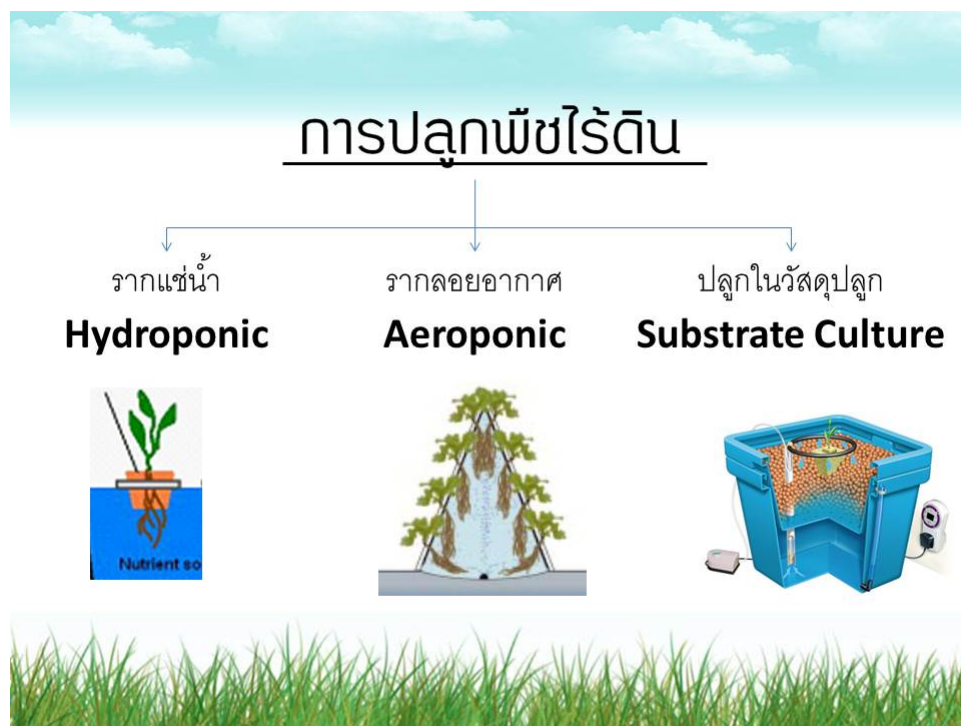 การปลูกพืชไร้ดิน
รากแช่น้ำ
Hydroponic
รากลอยอากาศ
Aeroponic
ปลูกในวัสดุปลูก
Substrate Culture
Nutrient so